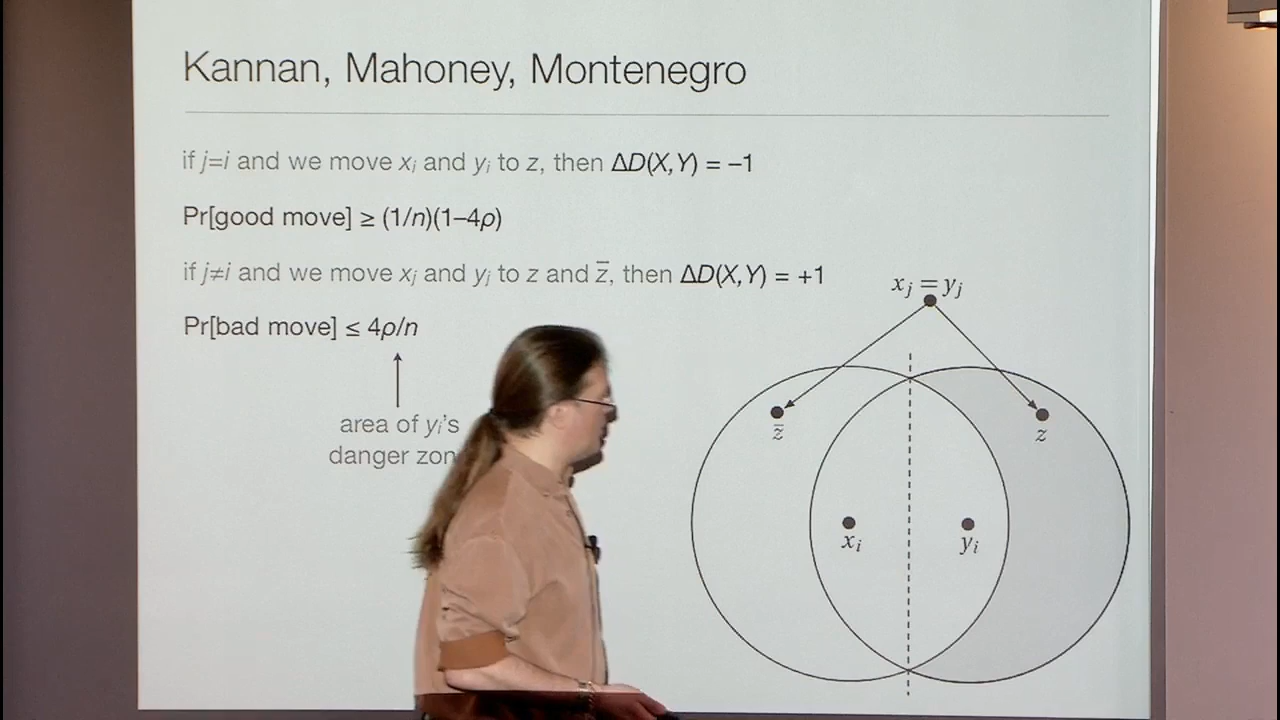 Kannan, Mahoney, Montenegro
if j=i and we move xᵢ and yᵢ to z, then ΔD(X,Y) = −1
Pr[good move] ≥ (1/n)(1–4ρ)
if j≠i and we move xⱼ and yⱼ to z and z̅, then ΔD(X,Y) = +1
xⱼ = yⱼ
Pr[bad move] ≤ 4ρ/n
area of yᵢ's
danger zon
z̅
z
xᵢ
yᵢ